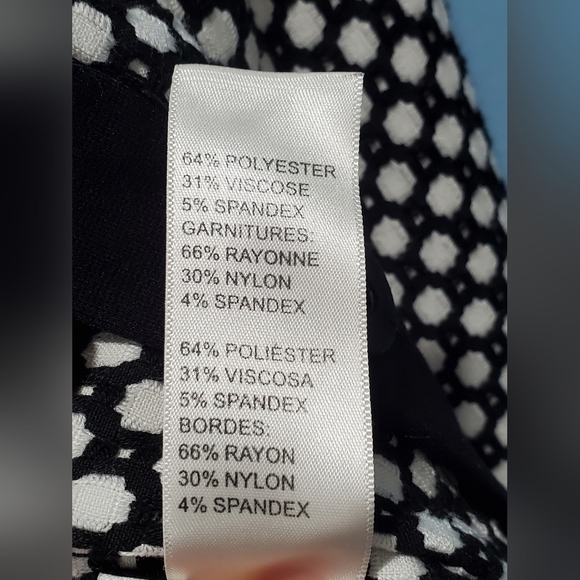 64% POLYESTER
31% VISCOSE
5% SPANDEX
GARNITURES:
66% RAYONNE
30% NYLON
4% SPANDEX
64% POLIÉSTER
31% VISCOSA
5% SPANDEX
BORDES:
66% RAYON
30% NYLON
4% SPANDEX